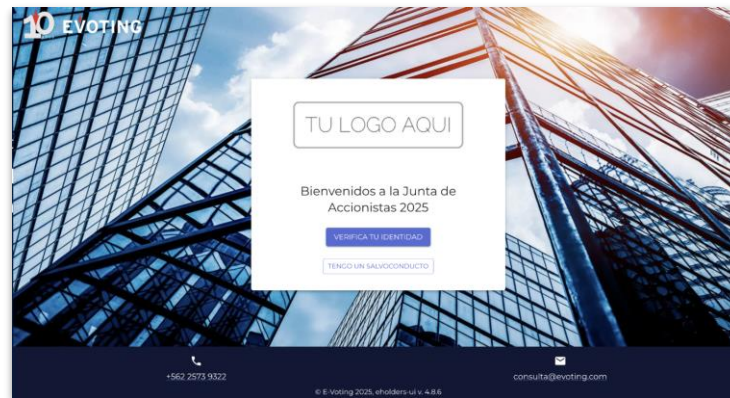 10 EVOTING
TU LOGO AQUI
Bienvenidos a la Junta de
Accionistas 2025
VERIFICA TU IDENTIDAD
TENGO UN SALVOCONDUCTO
+562 2573 9322
consulta@evoting.com
© E-Voting 2025, eholders-ui v. 4.8.6